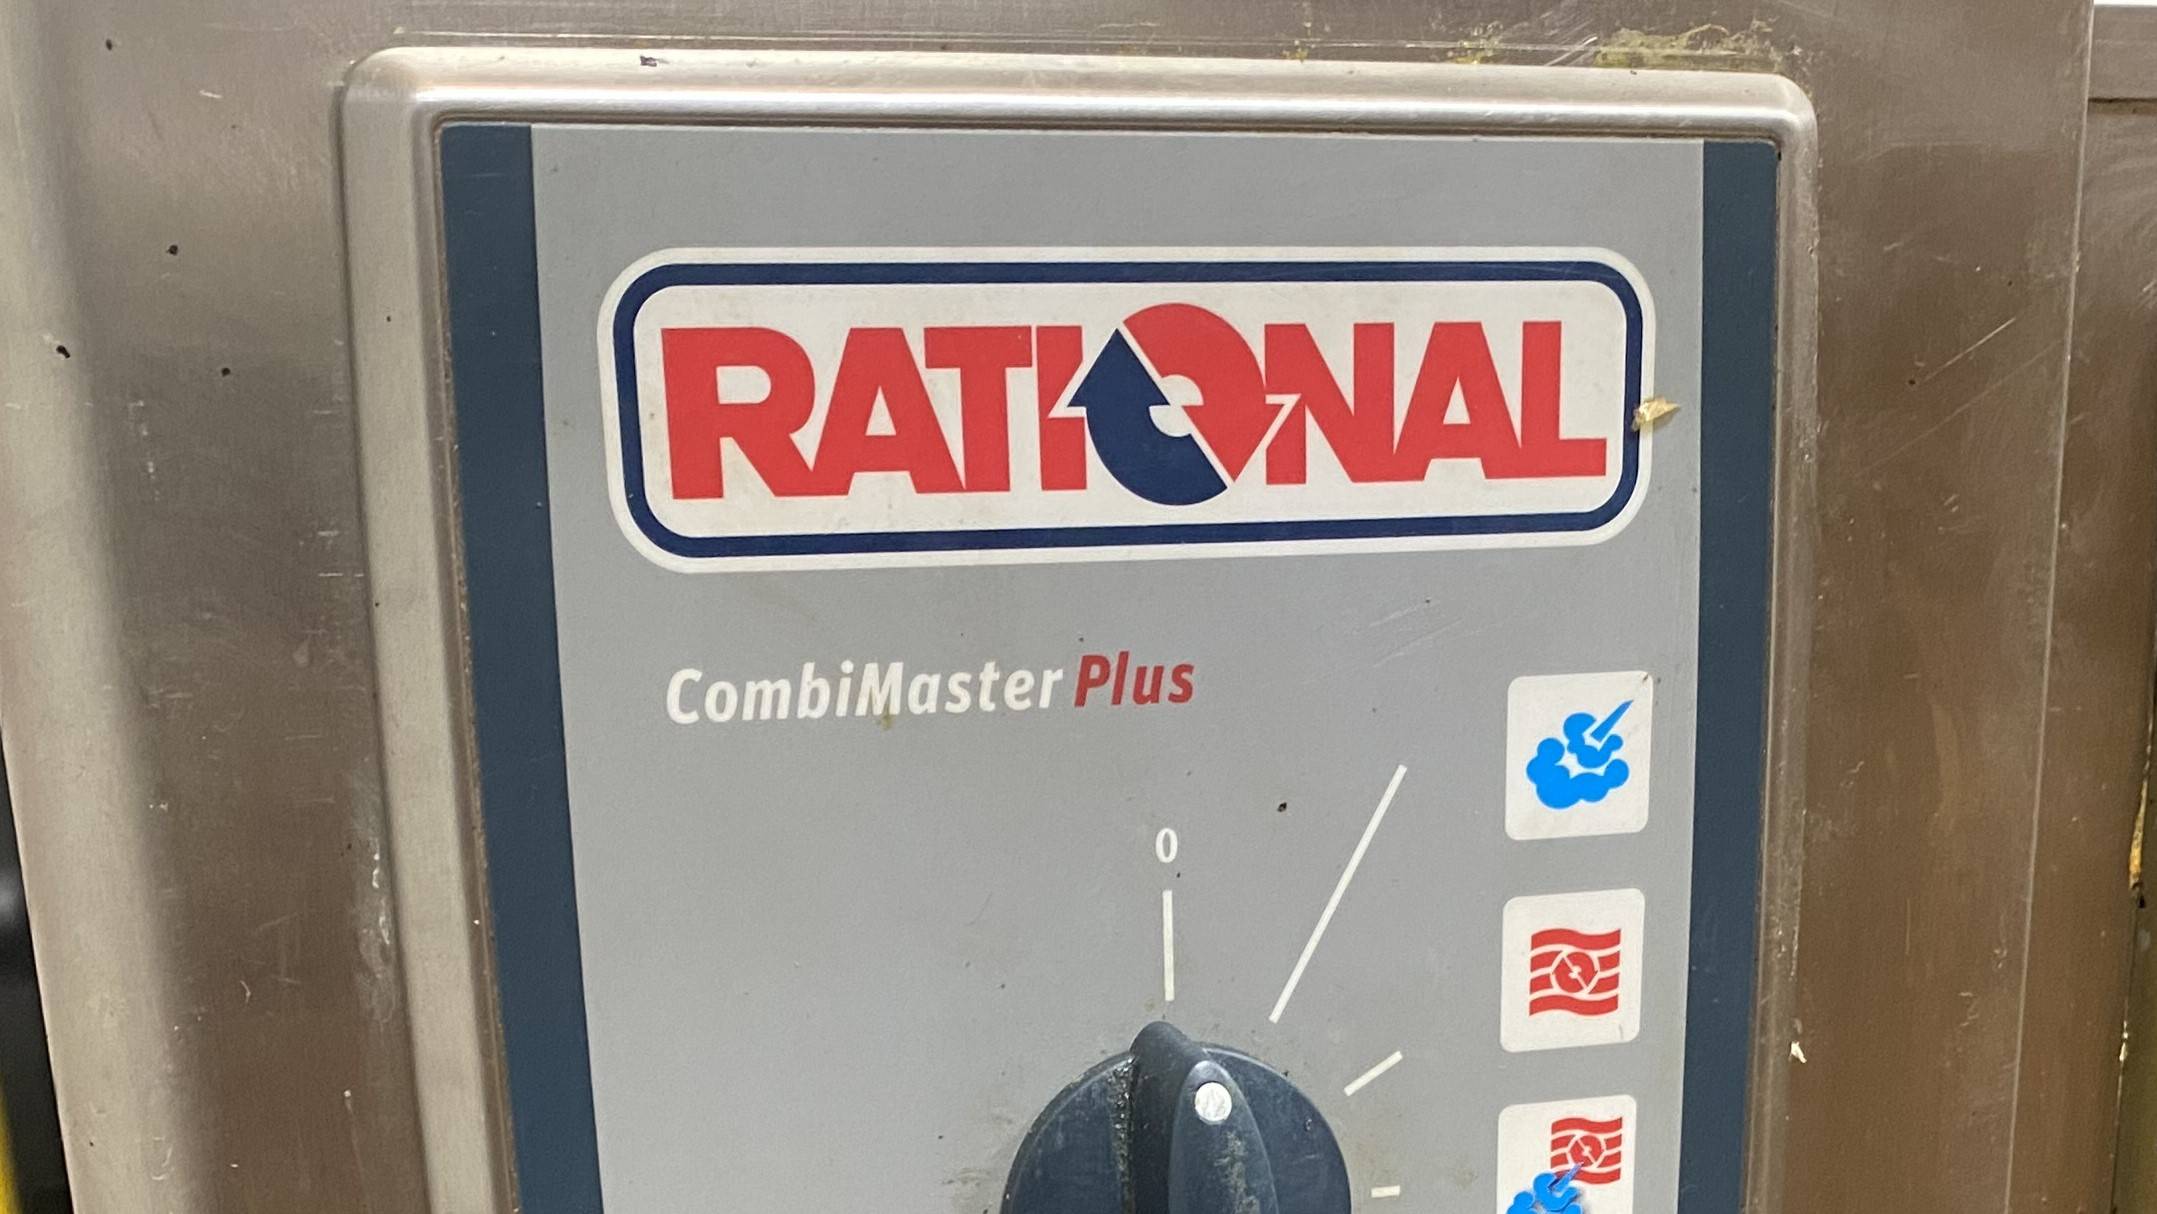 RATIONAL
CombiMaster Plus
0